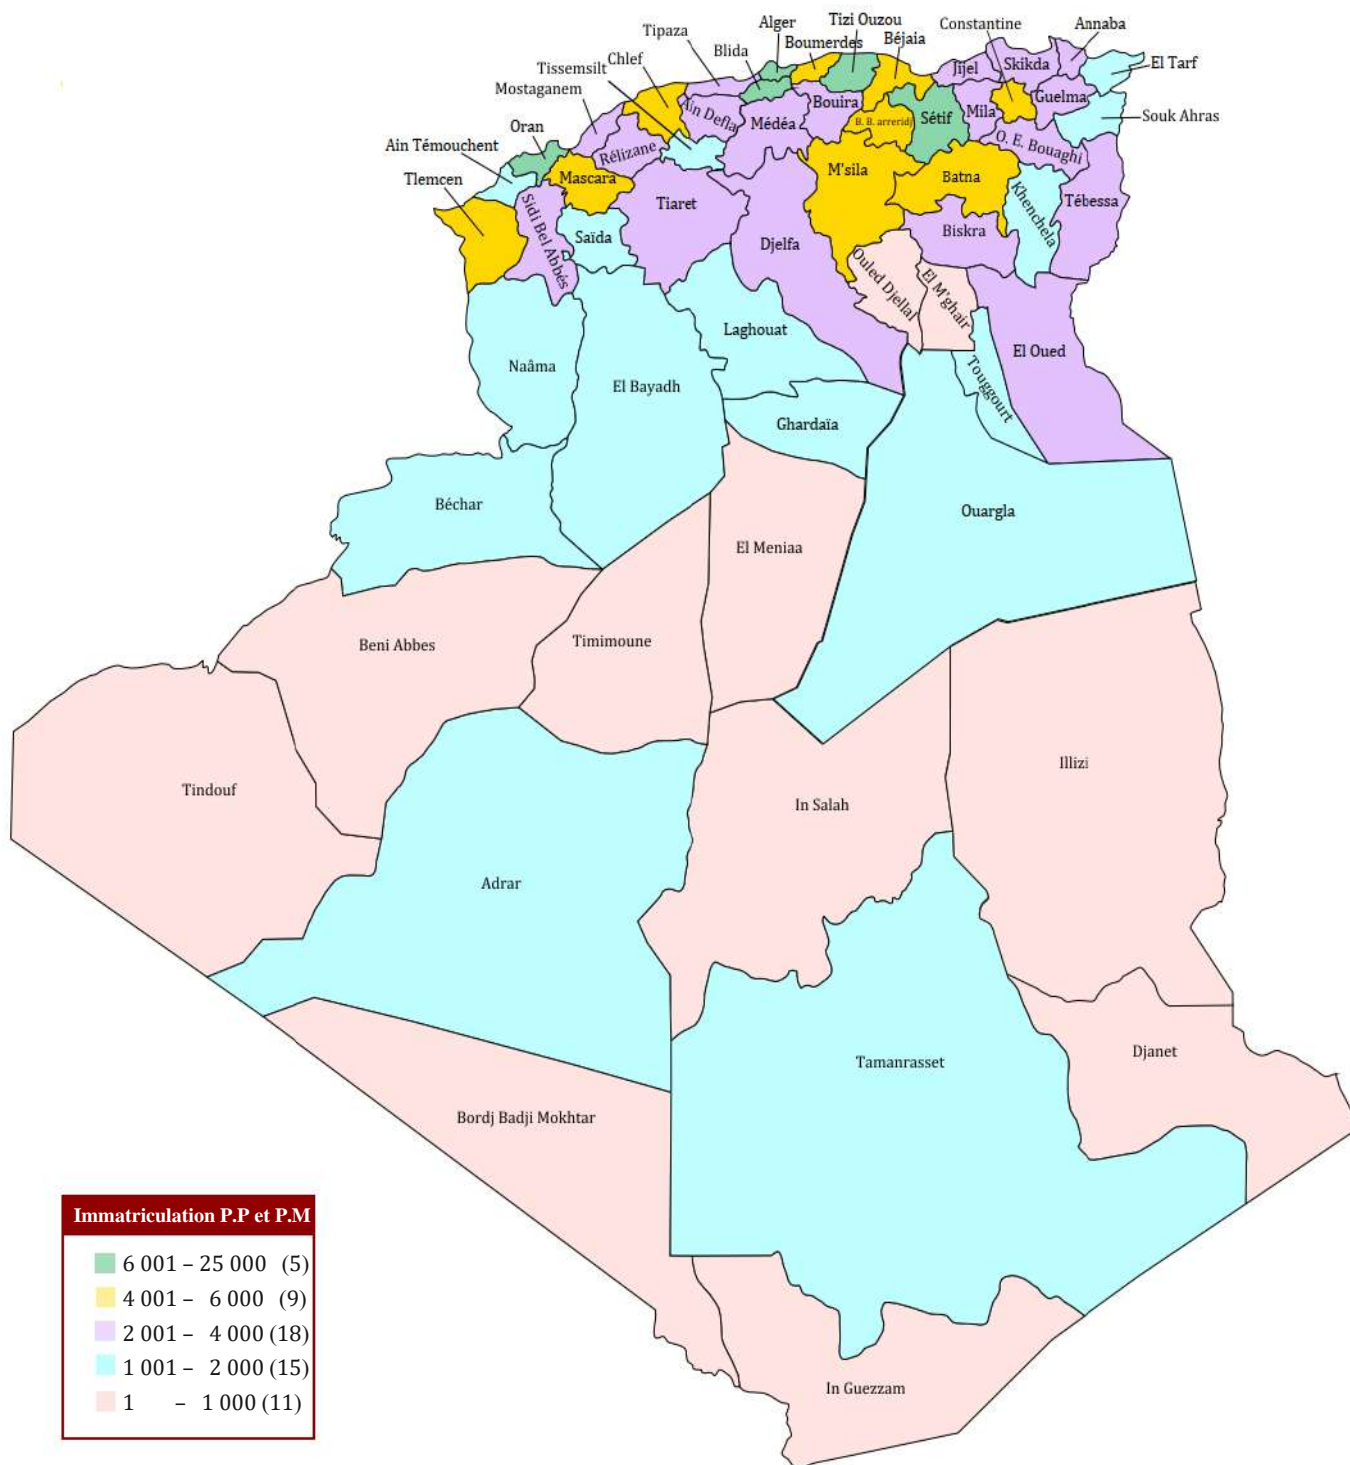 Alger
Tizi Ouzou
Constantine
Annaba
Tipaza
Blida
Boumerdes
Béjaia
Chlef
Jijel
Skikda
El Tarf
Tissemsilt
Mostaganem
Ain Defla
Bouira
Mila
Guelma
Oran
Médéa
B. B. arreridj
Sétif
Souk Ahras
Ain Témouchent
Rélizane
O. E. Bouaghi
Tlemcen
Mascara
M'sila
Batna
Khenchela
Tébessa
Sidi Bel Abbés
Tiaret
Saïda
Djelfa
Biskra
Ouled Djellal
El M'ghair
Laghouat
El Oued
Naâma
El Bayadh
Touggourt
Ghardaïa
Béchar
Ouargla
El Meniaa
Beni Abbes
Timimoune
Illizi
Tindouf
In Salah
Adrar
Djanet
Tamanrasset
Bordj Badji Mokhtar
In Guezzam
Immatriculation P.P et P.M
6 001 – 25 000 (5)
4 001 – 6 000 (9)
2 001 – 4 000 (18)
1 001 – 2 000 (15)
1 – 1 000 (11)